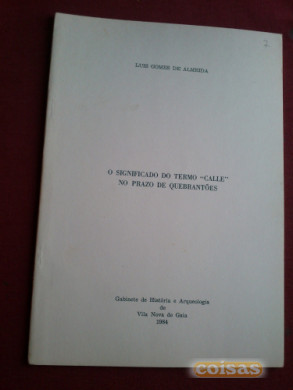 LUIS GOMES DE ALMEIDA
O SIGNIFICADO DO TERMO “CALLE”
NO PRAZO DE QUEBRANTÕES
Gabinete de História e Arqueologia
de
Vila Nova de Gaia
1984
coisas